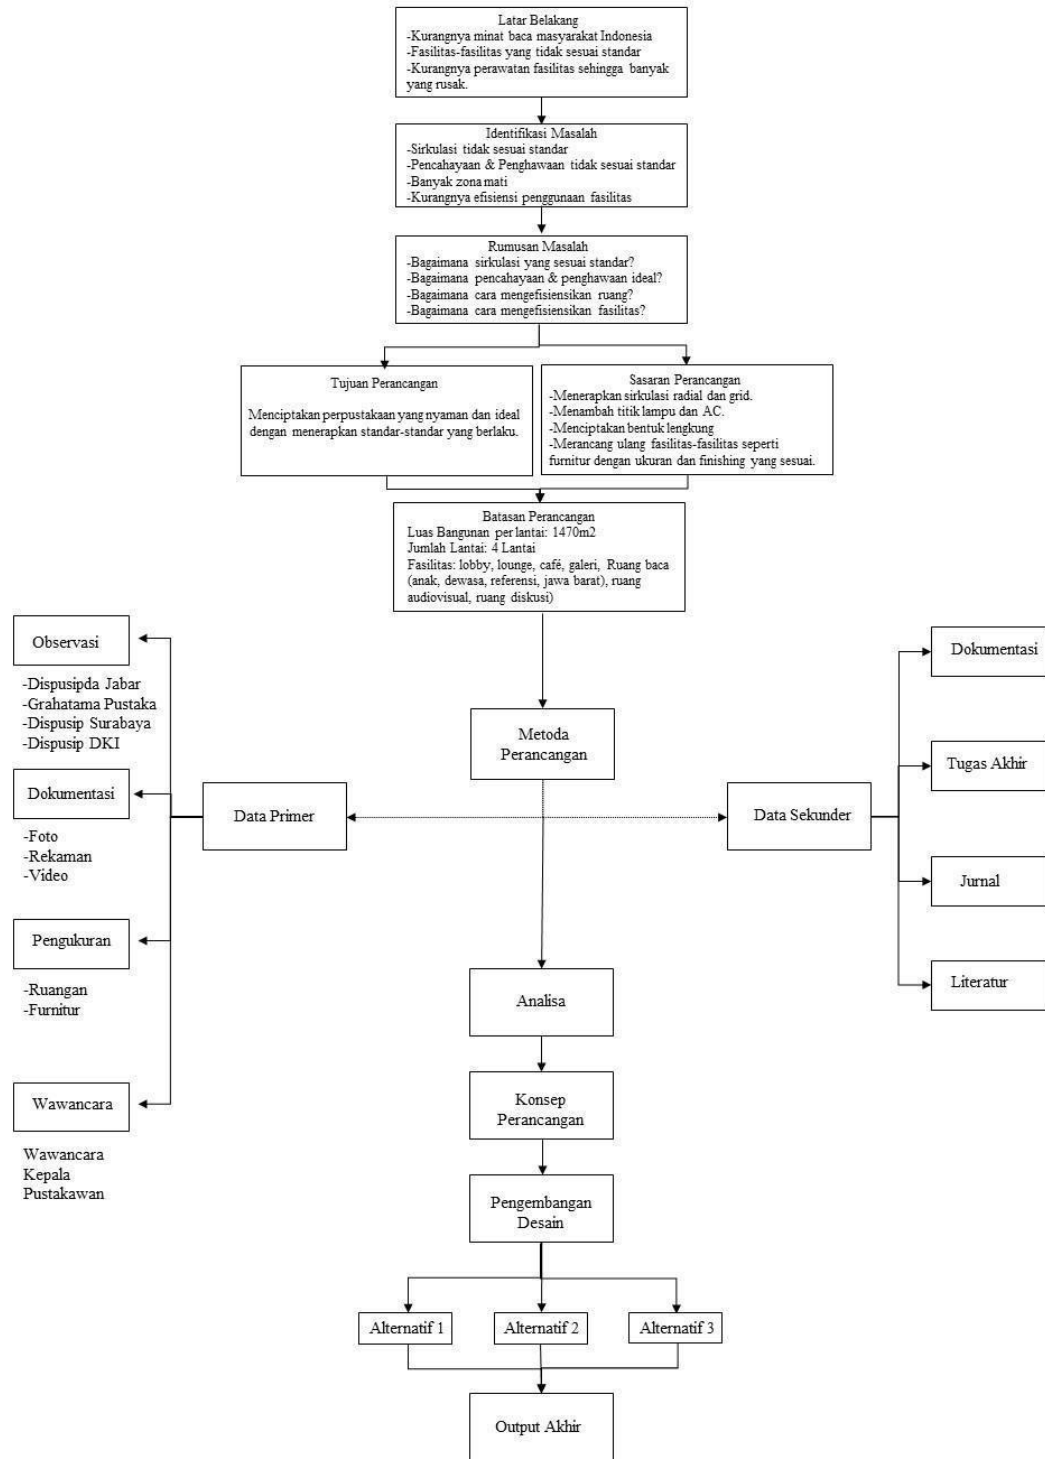 Latar Belakang
-Kurangnya minat baca masyarakat Indonesia
-Fasilitas-fasilitas yang tidak sesuai standar
-Kurangnya perawatan fasilitas sehingga banyak
yang rusak.
Identifikasi Masalah
-Sirkulasi tidak sesuai standar
-Pencahayaan & Penghawaan tidak sesuai standar
-Banyak zona mati
-Kurangnya efisiensi penggunaan fasilitas
Rumusan Masalah
-Bagaimana sirkulasi yang sesuai standar?
-Bagaimana pencahayaan & penghawaan ideal?
-Bagaimana cara mengefisiensikan ruang?
-Bagaimana cara mengefisiensikan fasilitas?
Tujuan Perancangan
Menciptakan perpustakaan yang nyaman dan ideal
dengan menerapkan standar-standar yang berlaku.
Sasaran Perancangan
-Menerapkan sirkulasi radial dan grid.
-Menambah titik lampu dan AC.
-Menciptakan bentuk lengkung
-Merancang ulang fasilitas-fasilitas seperti
furnitur dengan ukuran dan finishing yang sesuai.
Batasan Perancangan
Luas Bangunan per lantai: 1470m2
Jumlah Lantai: 4 Lantai
Fasilitas: lobby, lounge, café, galeri, Ruang baca
(anak, dewasa, referensi, jawa barat), ruang
audiovisual, ruang diskusi)
Metoda
Perancangan
Data Primer
Observasi
-Dispusipda Jabar
-Grahatama Pustaka
-Dispusip Surabaya
-Dispusip DKI
Dokumentasi
-Foto
-Rekaman
-Video
Pengukuran
-Ruangan
-Furnitur
Wawancara
Wawancara
Kepala
Pustakawan
Data Sekunder
Dokumentasi
Tugas Akhir
Jurnal
Literatur
Analisa
Konsep
Perancangan
Pengembangan
Desain
Alternatif 1
Alternatif 2
Alternatif 3
Output Akhir